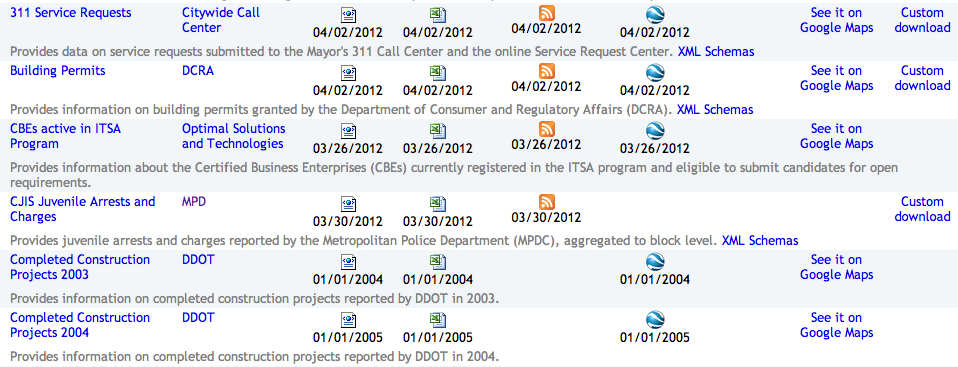 311 Service Requests Citywide Call Center 04/02/2012 04/02/2012 04/02/2012 04/02/2012 See it on Google Maps Custom download
Provides data on service requests submitted to the Mayor's 311 Call Center and the online Service Request Center. XML Schemas
Building Permits DCRA 04/02/2012 04/02/2012 04/02/2012 04/02/2012 See it on Google Maps Custom download
Provides information on building permits granted by the Department of Consumer and Regulatory Affairs (DCRA). XML Schemas
CBEs active in ITSA Program Optimal Solutions and Technologies 03/26/2012 03/26/2012 03/26/2012 03/26/2012 See it on Google Maps
Provides information about the Certified Business Enterprises (CBEs) currently registered in the ITSA program and eligible to submit candidates for open
requirements.
CJIS Juvenile Arrests and Charges MPD 03/30/2012 03/30/2012 03/30/2012 Custom download
Provides juvenile arrests and charges reported by the Metropolitan Police Department (MPDC), aggregated to block level. XML Schemas
Completed Construction Projects 2003 DDOT 01/01/2004 01/01/2004 01/01/2004 See it on Google Maps
Provides information on completed construction projects reported by DDOT in 2003.
Completed Construction Projects 2004 DDOT 01/01/2005 01/01/2005 01/01/2005 See it on Google Maps
Provides information on completed construction projects reported by DDOT in 2004.